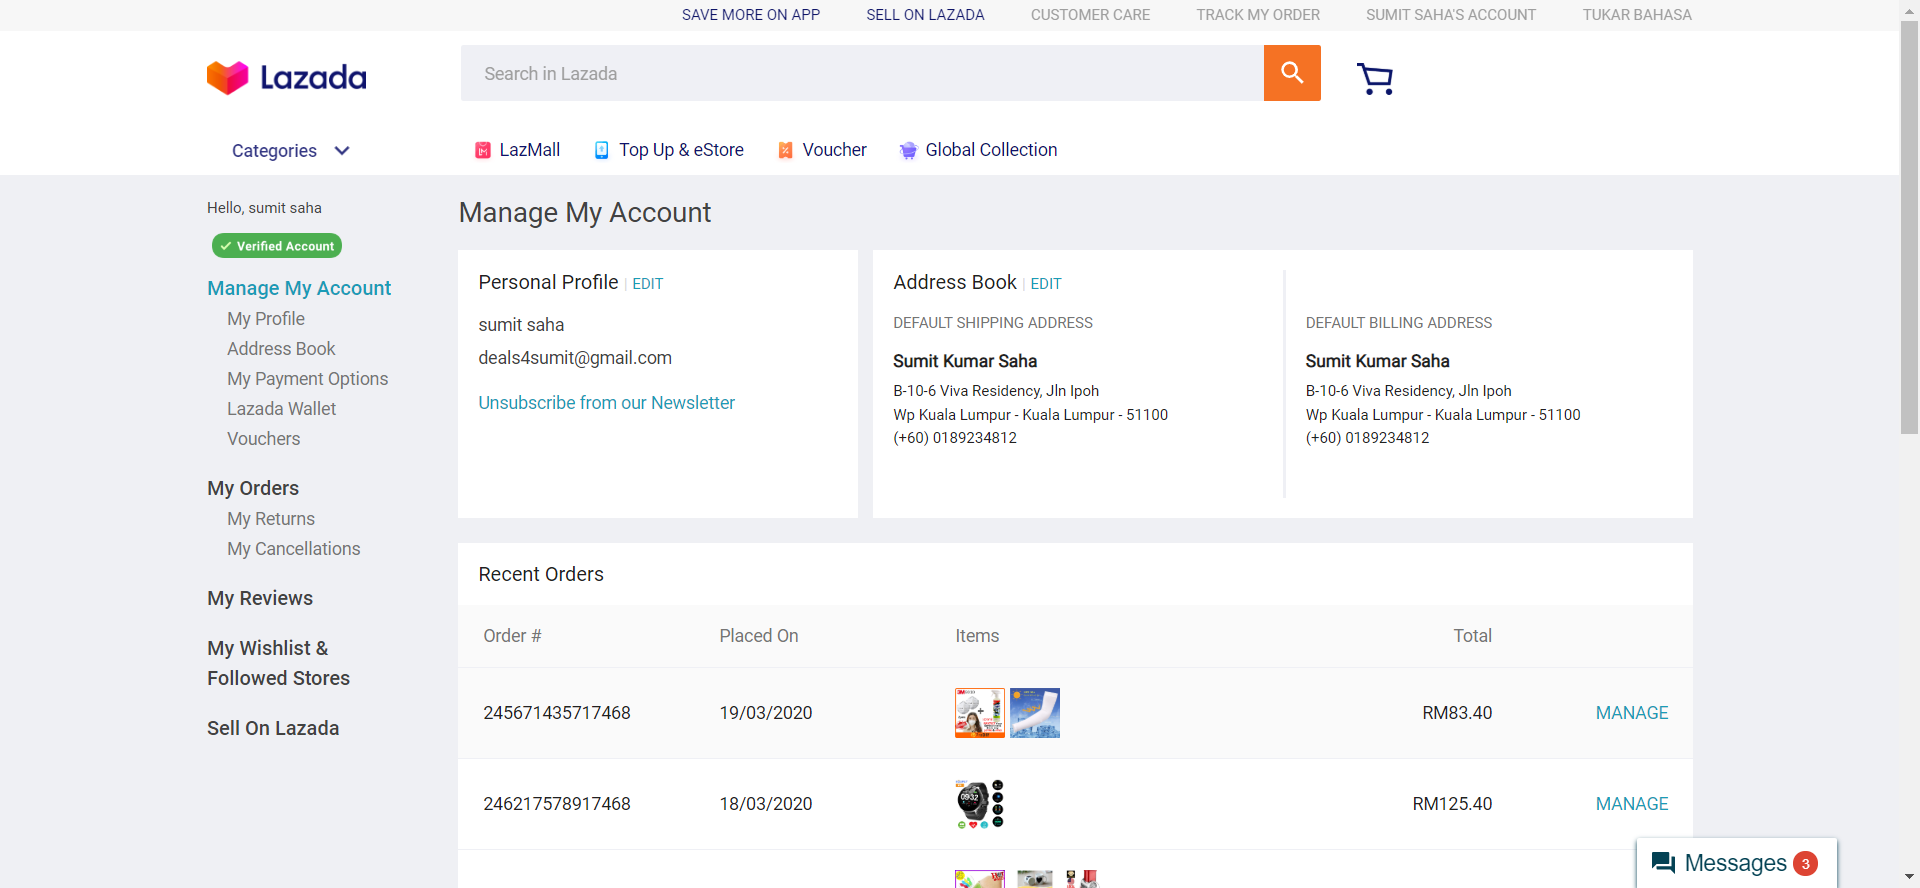 SAVE MORE ON APP SELL ON LAZADA CUSTOMER CARE TRACK MY ORDER SUMIT SAHA'S ACCOUNT TUKAR BAHASA
Lazada
Search in Lazada
Categories
LazMall Top Up & eStore Voucher Global Collection
Hello, sumit saha
Verified Account
Manage My Account
My Profile
Address Book
My Payment Options
Lazada Wallet
Vouchers
My Orders
My Returns
My Cancellations
My Reviews
My Wishlist &
Followed Stores
Sell On Lazada
Manage My Account
Personal Profile | EDIT
sumit saha
deals4sumit@gmail.com
Unsubscribe from our Newsletter
Address Book | EDIT
DEFAULT SHIPPING ADDRESS
Sumit Kumar Saha
B-10-6 Viva Residency, Jln Ipoh
Wp Kuala Lumpur - Kuala Lumpur - 51100
(+60) 0189234812
DEFAULT BILLING ADDRESS
Sumit Kumar Saha
B-10-6 Viva Residency, Jln Ipoh
Wp Kuala Lumpur - Kuala Lumpur - 51100
(+60) 0189234812
Recent Orders
Order # Placed On Items Total
245671435717468 19/03/2020 RM83.40 MANAGE
246217578917468 18/03/2020 RM125.40 MANAGE
Messages 3